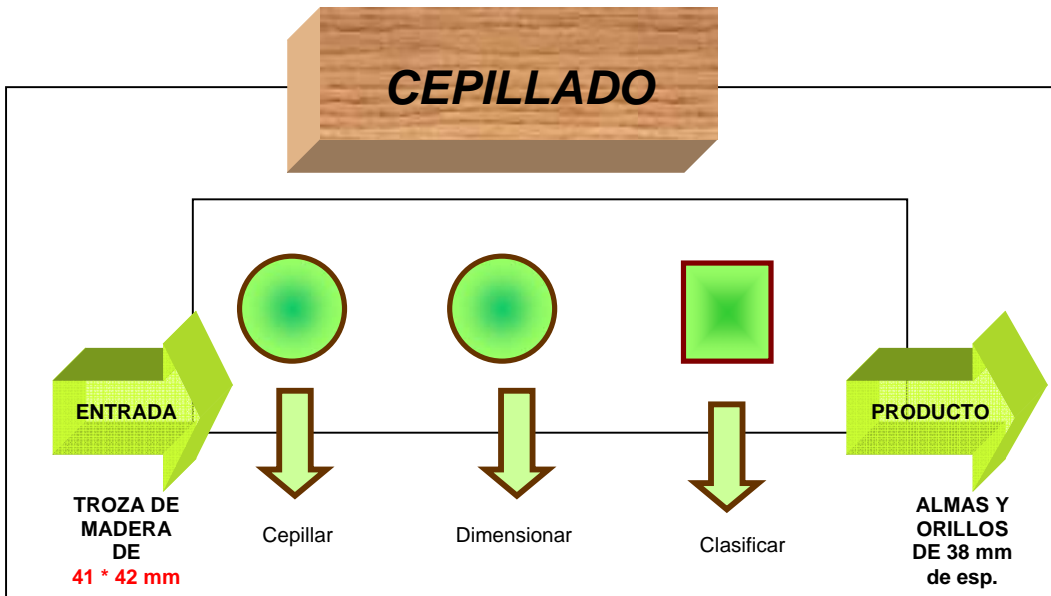 CEPILLADO
ENTRADA
PRODUCTO
TROZA DE
MADERA
DE
41 * 42 mm
Cepillar
Dimensionar
Clasificar
ALMAS Y
ORILLOS
DE 38 mm
de esp.